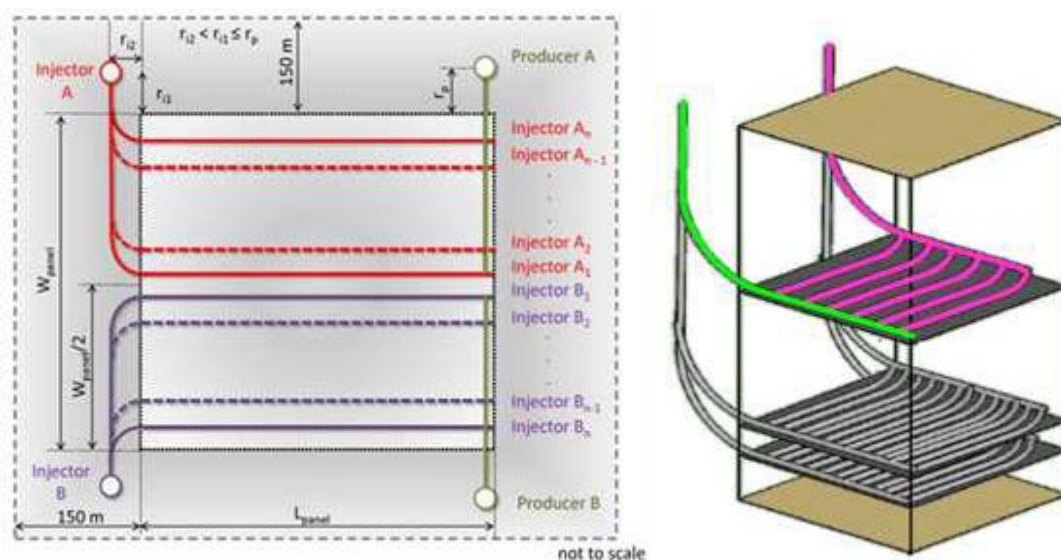 r_i2
r_i2 < r_i1 ≤ r_p
150 m
Producer A
Injector
A
r_i1
r_p
Injector A_n
Injector A_n-1
.
.
.
W_panel
Injector A_2
Injector A_1
Injector B_1
Injector B_2
W_panel/2
.
.
.
Injector B_n-1
Injector B_n
Injector
B
Producer B
150 m
L_panel
not to scale